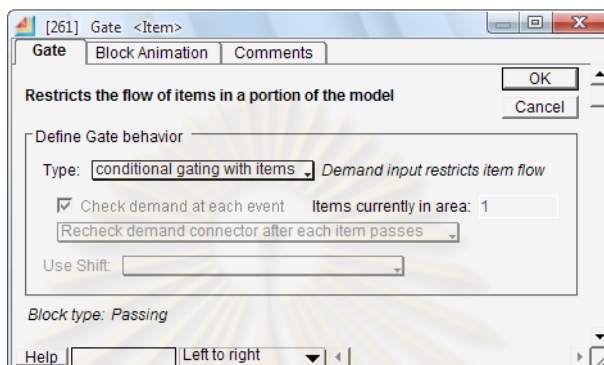 [261] Gate <Item>
Gate Block Animation Comments
OK
Restricts the flow of items in a portion of the model
Cancel
Define Gate behavior
Type: conditional gating with items Demand input restricts item flow
Check demand at each event Items currently in area: 1
Recheck demand connector after each item passes
Use Shift:
Block type: Passing
Help Left to right